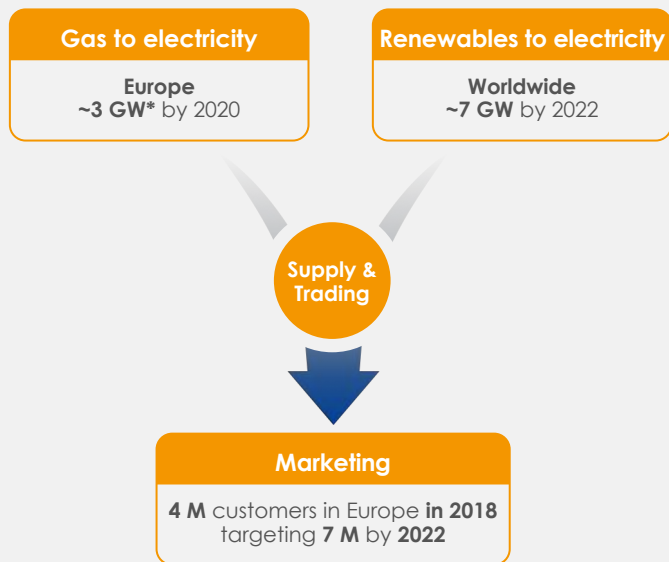 Gas to electricity
Europe
~3 GW* by 2020
Renewables to electricity
Worldwide
~7 GW by 2022
Supply &
Trading
Marketing
4 M customers in Europe in 2018
targeting 7 M by 2022